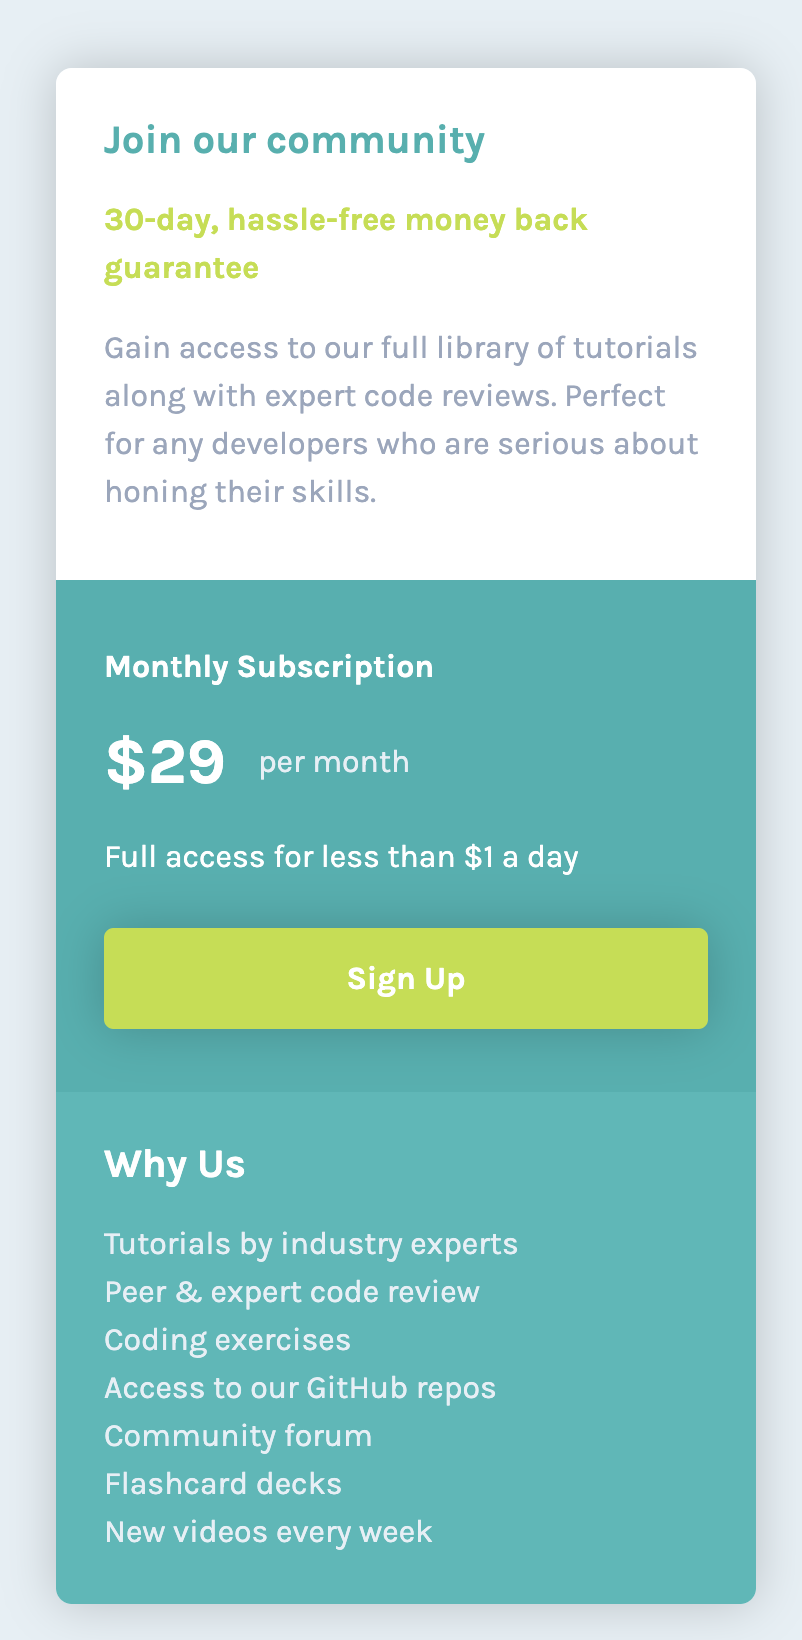 Join our community
30-day, hassle-free money back
guarantee
Gain access to our full library of tutorials
along with expert code reviews. Perfect
for any developers who are serious about
honing their skills.
Monthly Subscription
$29 per month
Full access for less than $1 a day
Sign Up
Why Us
Tutorials by industry experts
Peer & expert code review
Coding exercises
Access to our GitHub repos
Community forum
Flashcard decks
New videos every week